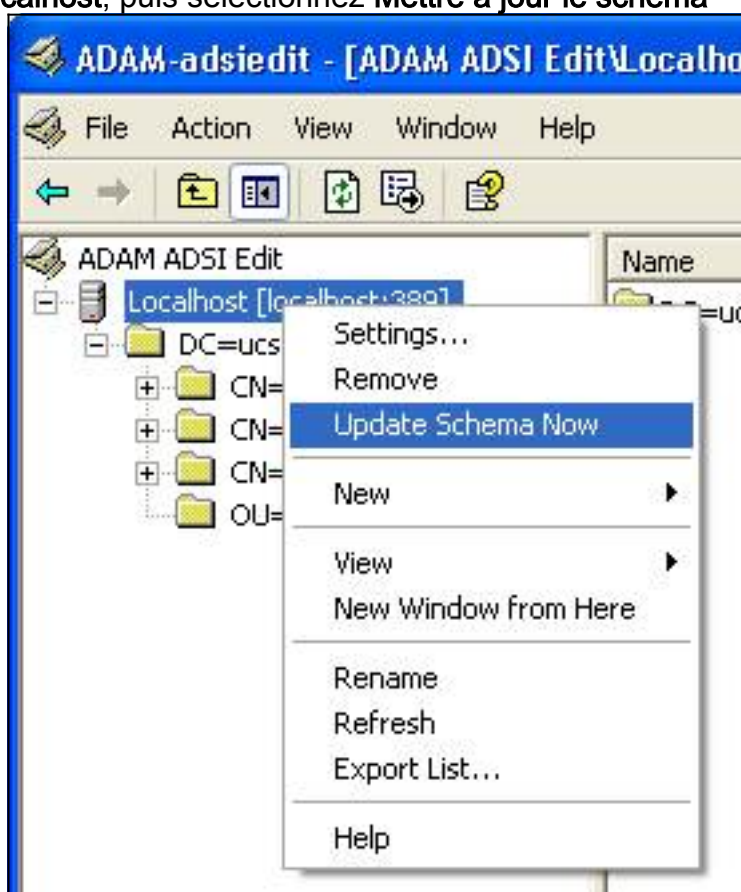 calhost, puis sélectionnez Mettre à jour le schéma
ADAM-adsiedit - [ADAM ADSI Edit\Localho
File Action View Window Help
ADAM ADSI Edit
Name
Localhost [localhost:389]
DC=ucs
CN=
CN=
CN=
OU=
Settings...
Remove
Update Schema Now
New
View
New Window from Here
Rename
Refresh
Export List...
Help